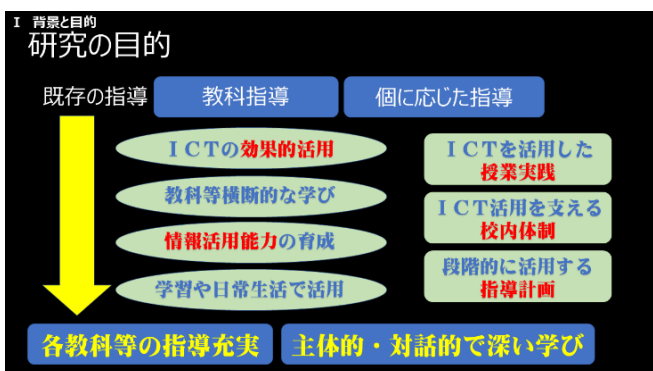 Ⅰ 背景と目的
研究の目的
既存の指導 教科指導 個に応じた指導
ＩＣＴの効果的活用
教科等横断的な学び
情報活用能力の育成
学習や日常生活で活用
ＩＣＴを活用した
授業実践
ＩＣＴ活用を支える
校内体制
段階的に活用する
指導計画
各教科等の指導充実 主体的・対話的で深い学び